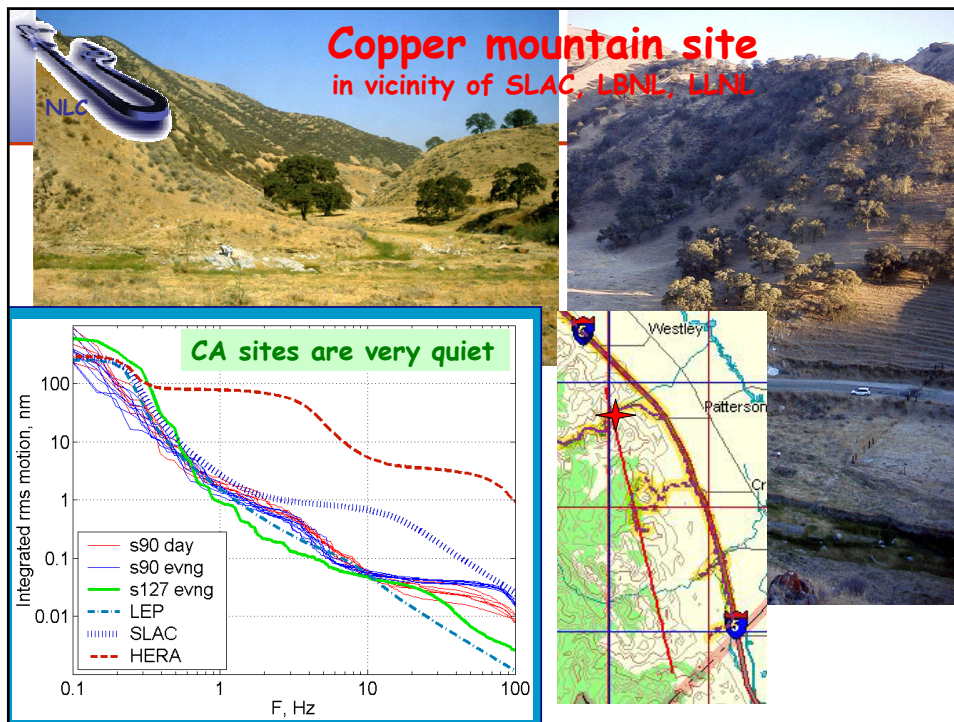 Copper mountain site
in vicinity of SLAC, LBNL, LLNL
NLC
CA sites are very quiet
Integrated rms motion, nm
100
10
1
0.1
0.01
s90 day
s90 evng
s127 evng
LEP
SLAC
HERA
0.1
1
10
100
F, Hz
5
Westley
Patterson
Cr
5